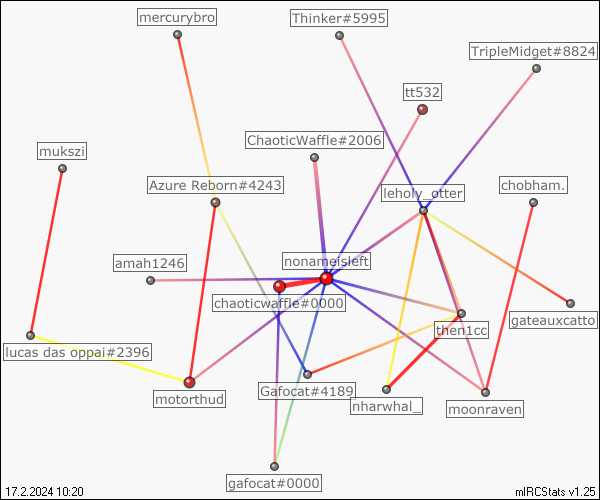 mercurybro
Thinker#5995
TripleMidget#8824
tt532
ChaoticWaffle#2006
mukszi
Azure Reborn#4243
leholy_otter
chobham.
nonameisleft
amah1246
chaoticwaffle#0000
gateauxcatto
then1cc
lucas das oppai#2396
Gafocat#4189
motorthud
nharwhal_
moonraven
gafocat#0000
17.2.2024 10:20
mIRCStats v1.25